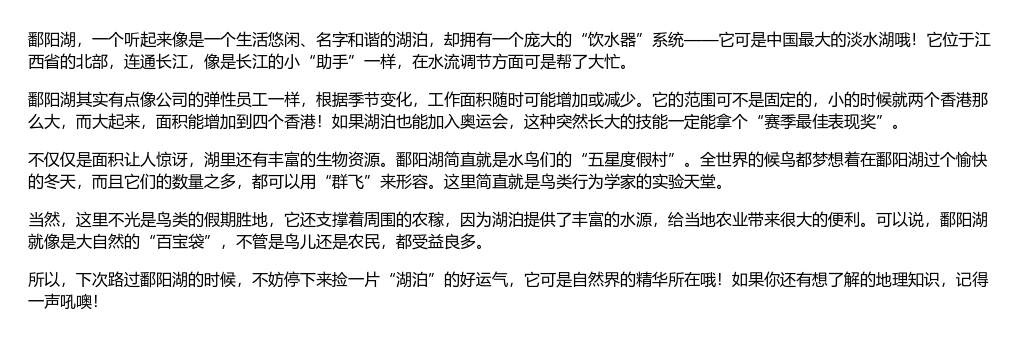 鄱阳湖，一个听起来像是一个生活悠闲、名字和谐的湖泊，却拥有一个庞大的“饮水器”系统——它可是中国最大的淡水湖哦！它位于江
西省的北部，连通长江，像是长江的小“助手”一样，在水流调节方面可是帮了大忙。
鄱阳湖其实有点像公司的弹性员工一样，根据季节变化，工作面积随时可能增加或减少。它的范围可不是固定的，小的时候就两个香港那
么大，而大起来，面积能增加到四个香港！如果湖泊也能加入奥运会，这种突然长大的技能一定能拿个“赛季最佳表现奖”。
不仅仅是面积让人惊讶，湖里还有丰富的生物资源。鄱阳湖简直就是水鸟们的“五星度假村”。全世界的候鸟都梦想着在鄱阳湖过个愉快
的冬天，而且它们的数量之多，都可以用“群飞”来形容。这里简直就是鸟类行为学家的实验天堂。
当然，这里不光是鸟类的假期胜地，它还支撑着周围的农稼，因为湖泊提供了丰富的水源，给当地农业带来很大的便利。可以说，鄱阳湖
就像是大自然的“百宝袋”，不管是鸟儿还是农民，都受益良多。
所以，下次路过鄱阳湖的时候，不妨停下来捡一片“湖泊”的好运气，它可是自然界的精华所在哦！如果你还有想了解的地理知识，记得
一声吼噢！